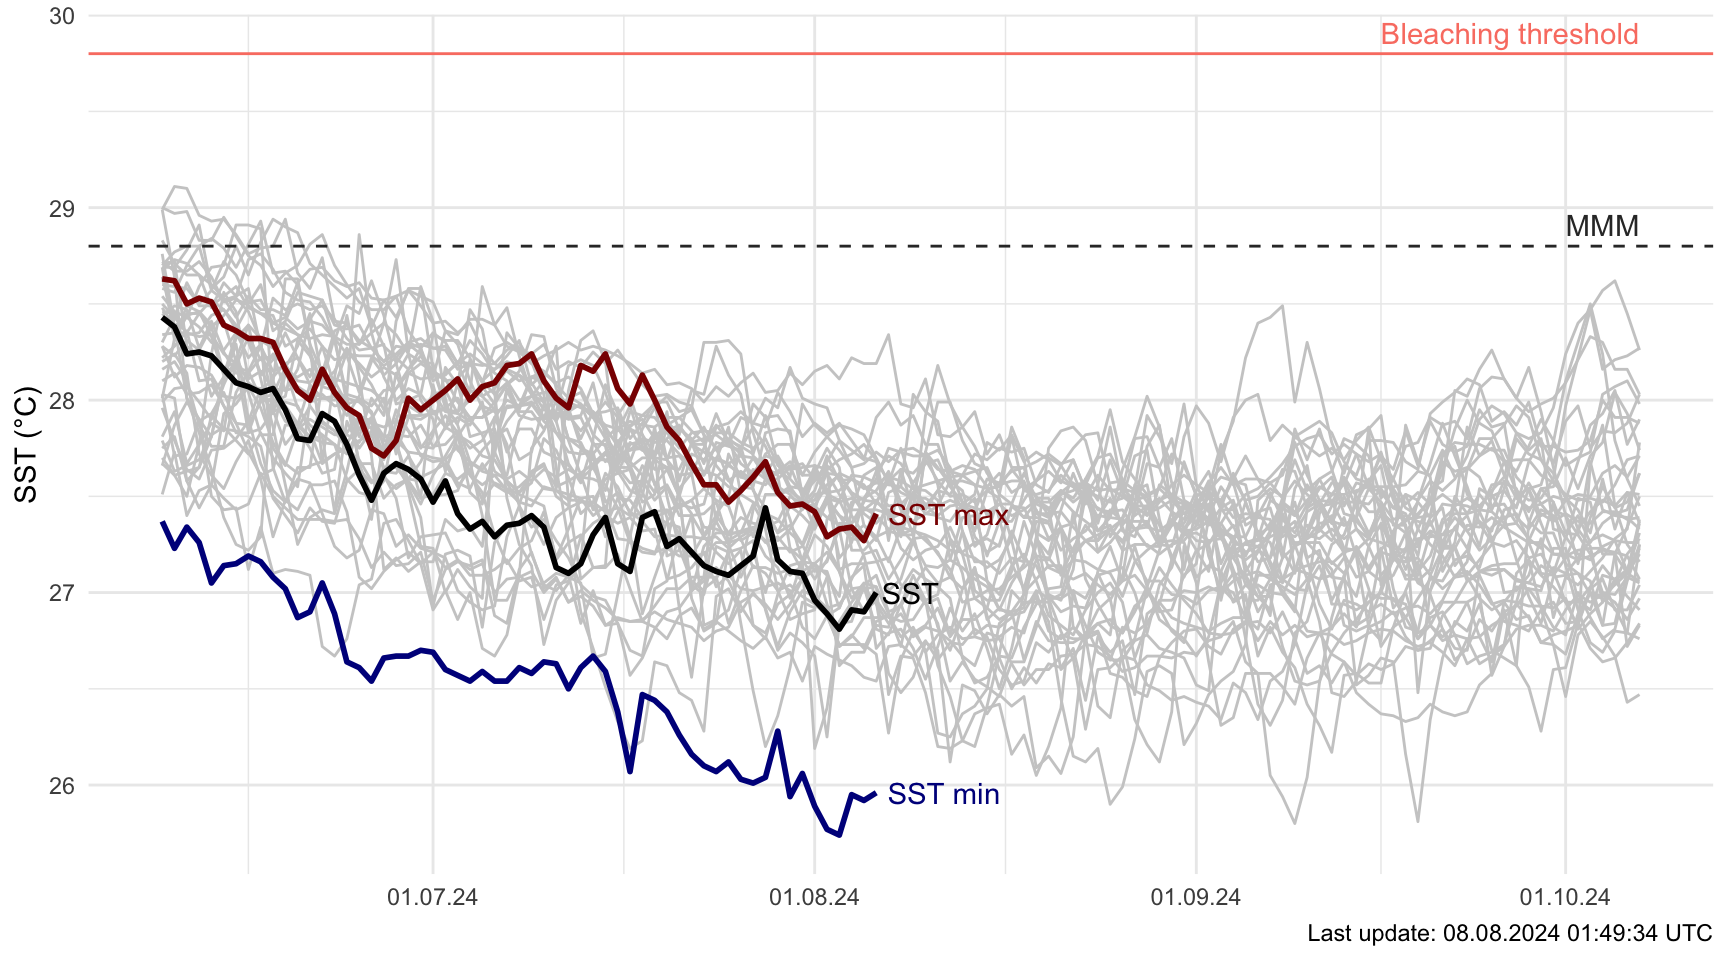 30
Bleaching threshold
29
MMM
28
SST (°C)
SST max
27
SST
26
SST min
01.07.24
01.08.24
01.09.24
01.10.24
Last update: 08.08.2024 01:49:34 UTC